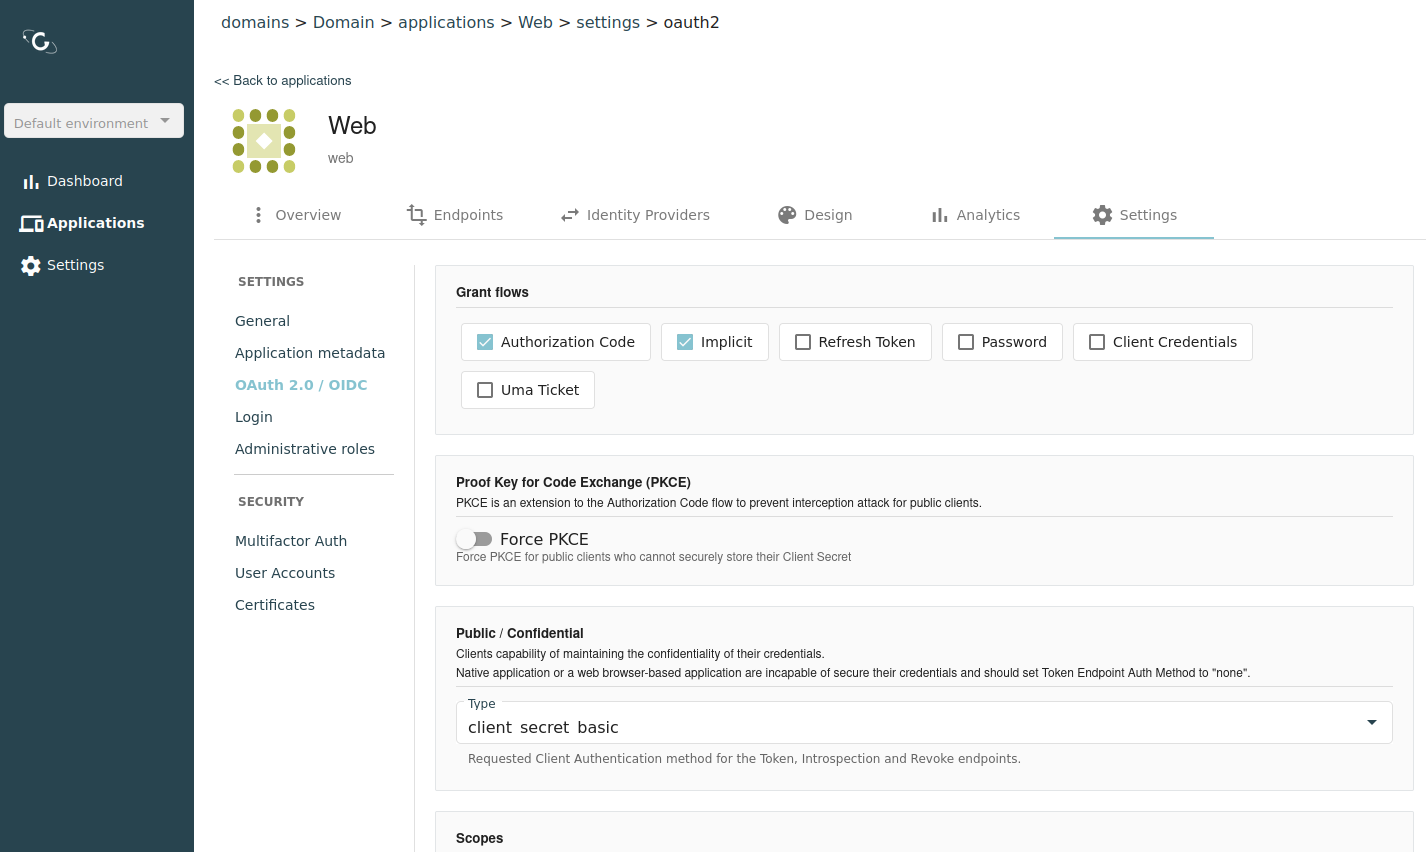 domains > Domain > applications > Web > settings > oauth2
<< Back to applications
Default environment
Dashboard
Applications
Settings
Web
web
Overview
Endpoints
Identity Providers
Design
Analytics
Settings
SETTINGS
General
Application metadata
OAuth 2.0 / OIDC
Login
Administrative roles
SECURITY
Multifactor Auth
User Accounts
Certificates
Grant flows
Authorization Code
Implicit
Refresh Token
Password
Client Credentials
Uma Ticket
Proof Key for Code Exchange (PKCE)
PKCE is an extension to the Authorization Code flow to prevent interception attack for public clients.
Force PKCE
Force PKCE for public clients who cannot securely store their Client Secret
Public / Confidential
Clients capability of maintaining the confidentiality of their credentials.
Native application or a web browser-based application are incapable of secure their credentials and should set Token Endpoint Auth Method to "none".
Type
client_secret_basic
Requested Client Authentication method for the Token, Introspection and Revoke endpoints.
Scopes